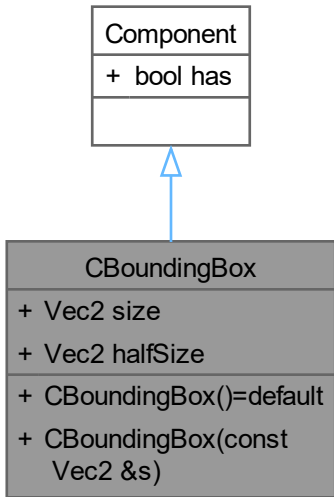 Component
+ bool has
CBoundingBox
+ Vec2 size
+ Vec2 halfSize
+ CBoundingBox()=default
+ CBoundingBox(const
Vec2 &s)